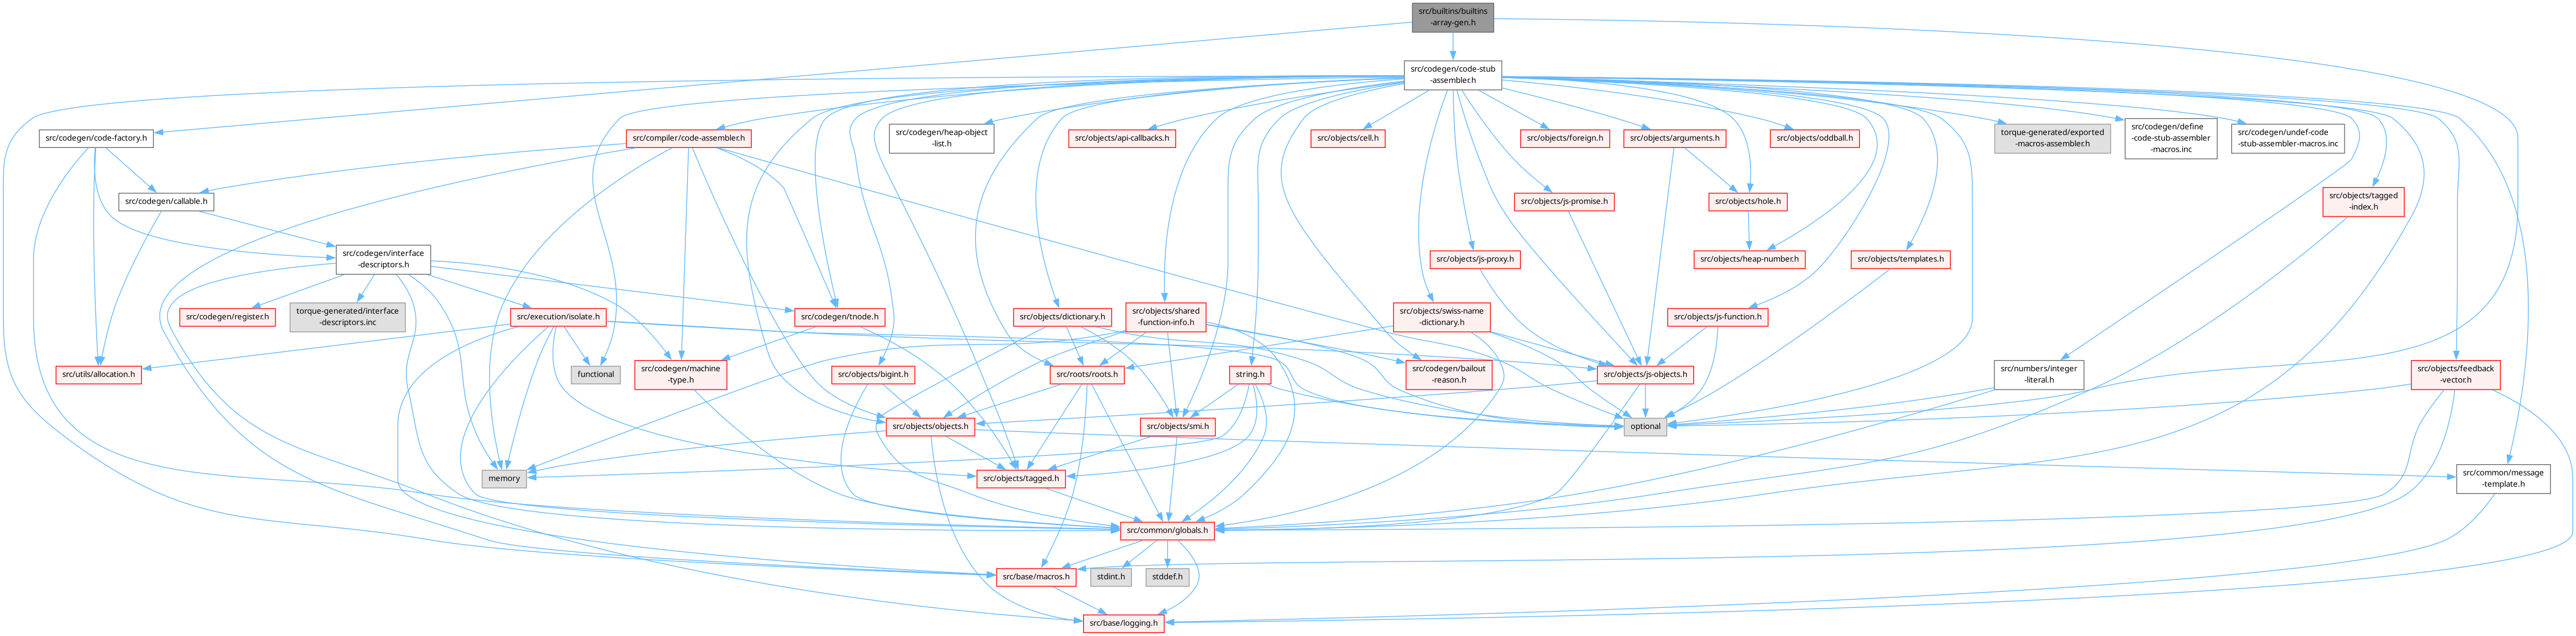 src/builtins/builtins
-array-gen.h
src/codegen/code-stub
-assembler.h
src/codegen/code-factory.h
src/compiler/code-assembler.h
src/codegen/heap-object
-list.h
src/objects/api-callbacks.h
src/objects/cell.h
src/objects/foreign.h
src/objects/arguments.h
src/objects/oddball.h
torque-generated/exported
-macros-assembler.h
src/codegen/define
-code-stub-assembler
-macros.inc
src/codegen/undef-code
-stub-assembler-macros.inc
src/codegen/callable.h
src/objects/js-promise.h
src/objects/hole.h
src/objects/tagged
-index.h
src/codegen/interface
-descriptors.h
src/objects/js-proxy.h
src/objects/heap-number.h
src/objects/templates.h
src/codegen/register.h
torque-generated/interface
-descriptors.inc
src/execution/isolate.h
src/codegen/tnode.h
src/objects/dictionary.h
src/objects/shared
-function-info.h
src/objects/swiss-name
-dictionary.h
src/objects/js-function.h
src/utils/allocation.h
functional
src/codegen/machine
-type.h
src/objects/bigint.h
src/roots/roots.h
string.h
src/codegen/bailout
-reason.h
src/objects/js-objects.h
src/numbers/integer
-literal.h
src/objects/feedback
-vector.h
src/objects/objects.h
src/objects/smi.h
optional
memory
src/objects/tagged.h
src/common/message
-template.h
src/common/globals.h
src/base/macros.h
stdint.h
stddef.h
src/base/logging.h